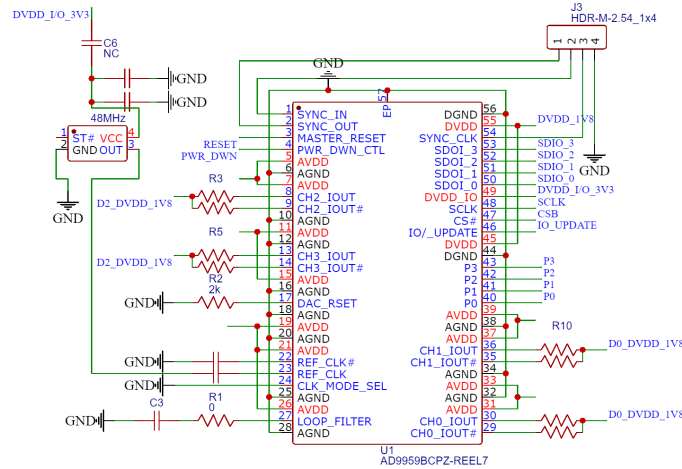 DVDD_I/O_3V3
J3
HDR-M-2.54_1x4
C6
NC
1 2 3 4
GND
GND
GND
48MHz
1 ST# VCC 4
2 GND OUT 3
GND
GND
EP 57
1 SYNC_IN
2 SYNC_OUT
RESET 3 MASTER_RESET
PWR_DWN 4 PWR_DWN_CTL
5 AVDD
6 AGND
7 AVDD
R3
D2_DVDD_1V8
8 CH2_IOUT
9 CH2_IOUT#
10 AGND
R5
11 AVDD
12 AGND
D2_DVDD_1V8
13 CH3_IOUT
14 CH3_IOUT#
15 AVDD
R2
2k
16 AGND
GND 17 DAC_RSET
18 AGND
19 AVDD
20 AGND
21 AVDD
GND 22 REF_CLK#
23 REF_CLK
GND 24 CLK_MODE_SEL
25 AGND
26 AVDD
C3
R1
0
GND 27 LOOP_FILTER
28 AGND
DGND 56
DVDD 55 DVDD_1V8
SYNC_CLK 54
SDIO_3 53 SDIO_3
SDIO_2 52 SDIO_2
SDIO_1 51 SDIO_1
SDIO_0 50 SDIO_0
DVDD_IO 49 DVDD_I/O_3V3
SCLK 48 SCLK
CS# 47 CSB
IO/_UPDATE 46 IO_UPDATE
DVDD 45
DGND 44
P3 43 P3
P2 42 P2
P1 41 P1
P0 40 P0
AVDD 39
AGND 38
AVDD 37
R10
CH1_IOUT 36 D0_DVDD_1V8
CH1_IOUT# 35
AGND 34
AVDD 33
AGND 32
AVDD 31
CH0_IOUT 30 D0_DVDD_1V8
CH0_IOUT# 29
U1
AD9959BCPZ-REEL7